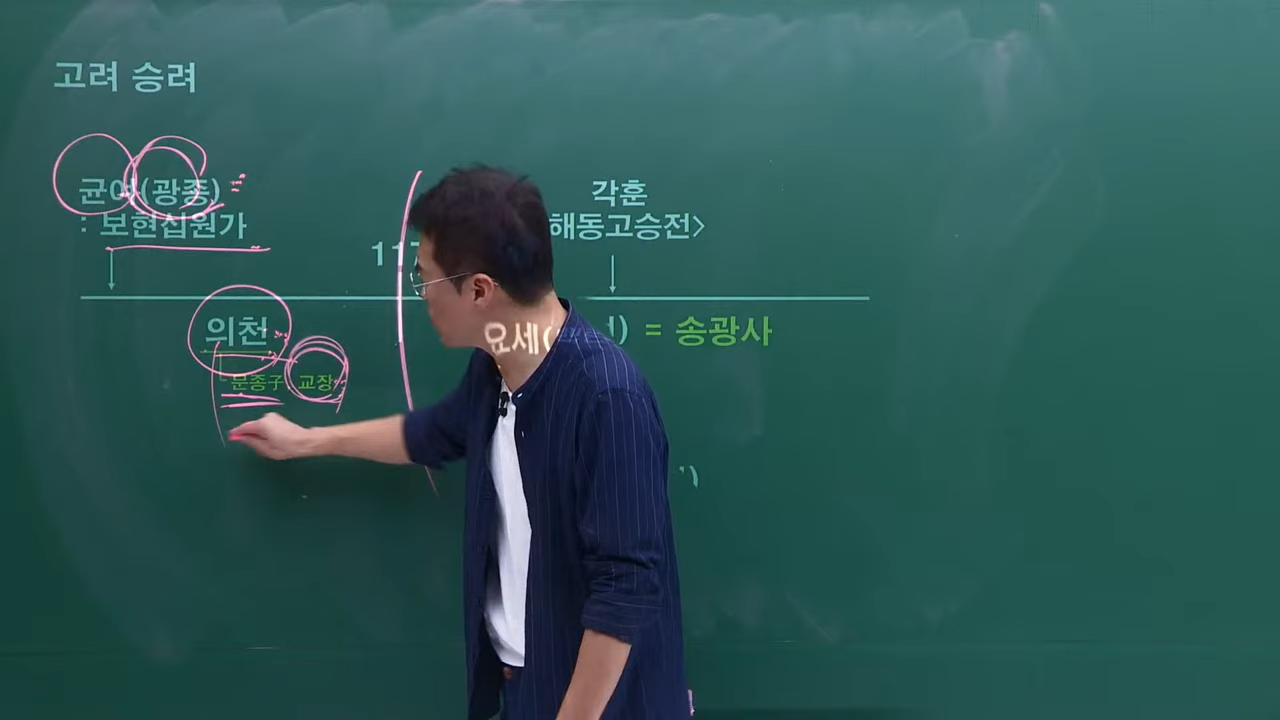 고려 승려
균여(광종)
: 보현십원가
각훈
해동고승전>
117
의천
요세(
) = 송광사
문종子, 교장